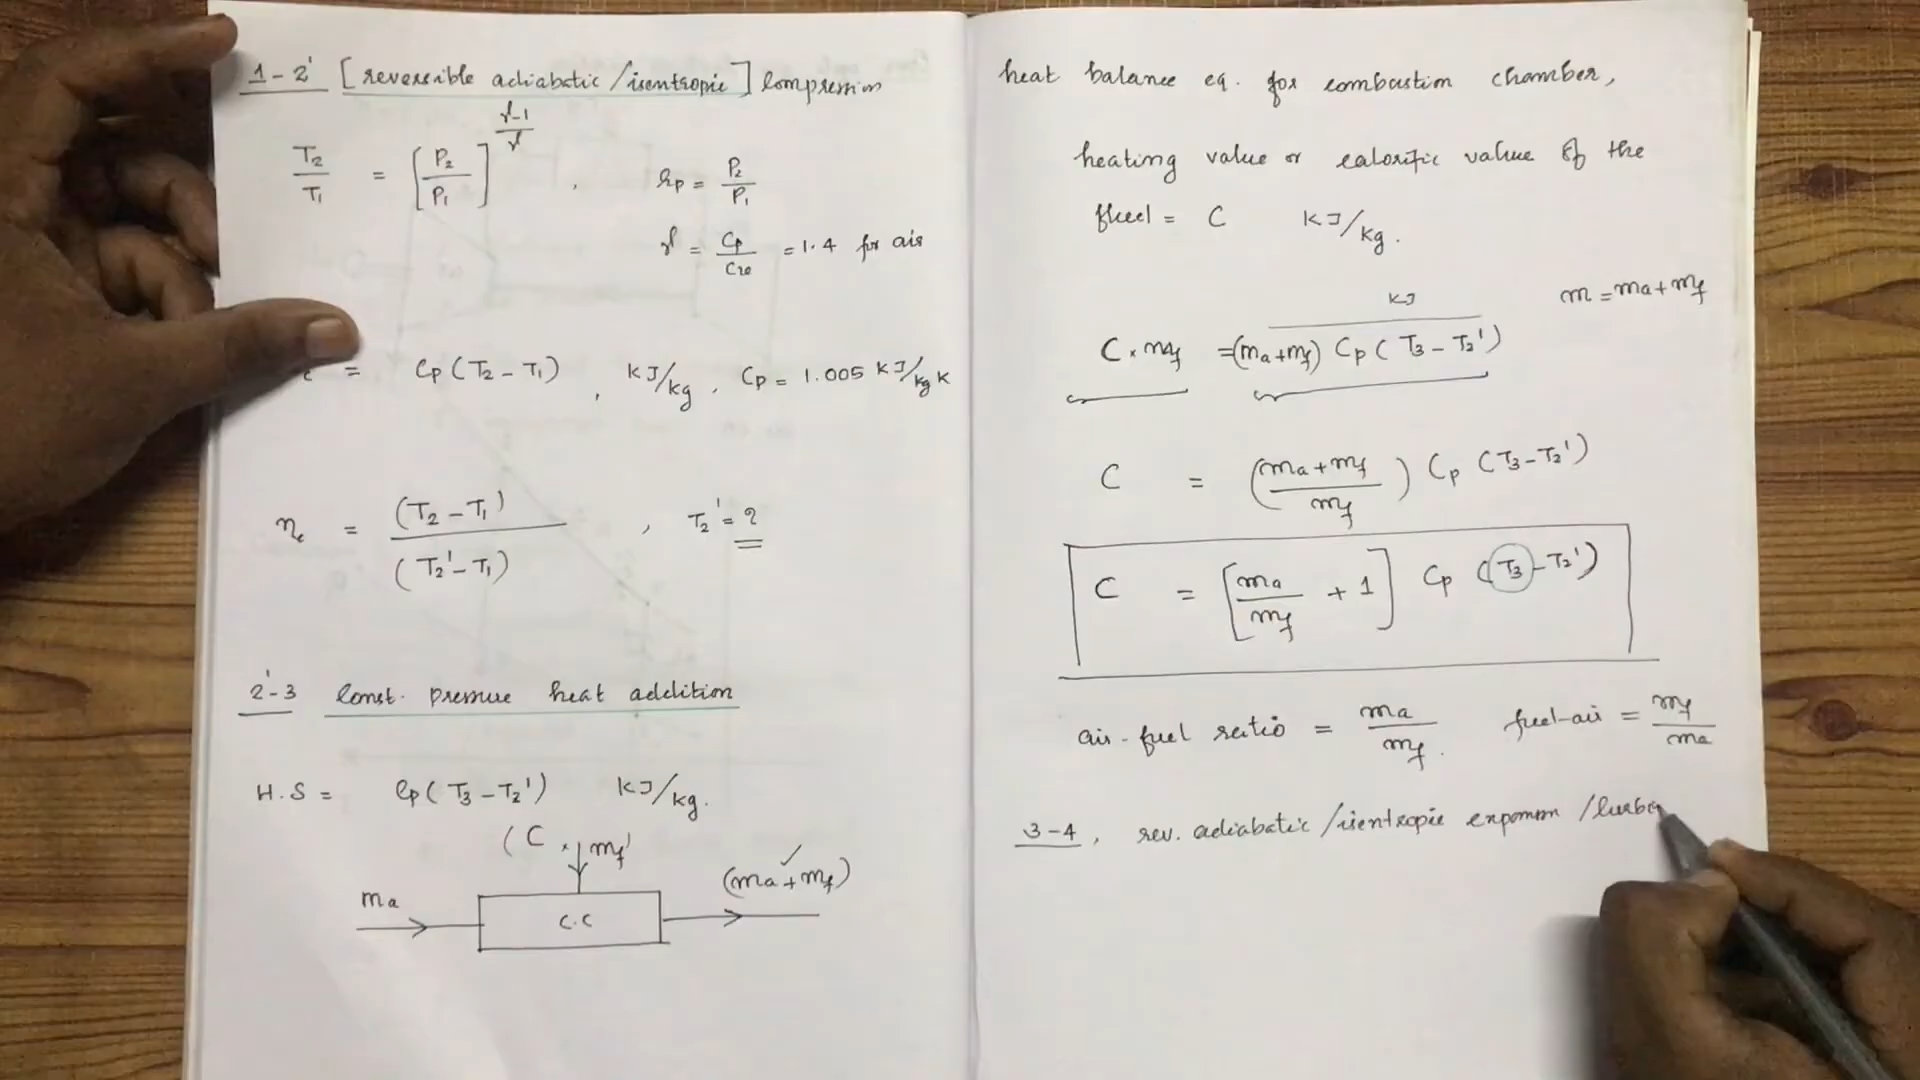 1-2' [reversible adiabatic /isentropic] Compression
T₂/T₁ = [P₂/P₁]^((γ-1)/γ) , rp = P₂/P₁
γ = Cp/Cv = 1.4 for air
= Cp (T₂ - T₁) , KJ/kg , Cp = 1.005 KJ/kg K
ηc = (T₂ - T₁) / (T₂' - T₁) , T₂' = ?
2'-3 Const. pressure heat addition
H.S = Cp ( T₃ - T₂' ) KJ/kg.
( C × mf )
ma
(ma + mf) ✓
C.C
heat balance eq. for combustion chamber,
heating value or calorific value of the
fuel = C KJ/kg.
KJ
m = ma + mf
C × mf = (ma+mf) Cp ( T₃ - T₂' )
C = ( (ma + mf) / mf ) Cp (T₃ - T₂')
C = [ ma/mf + 1 ] Cp (T₃ - T₂')
air - fuel ratio = ma/mf . fuel-air = mf/ma
3-4 , rev. adiabatic /isentropic